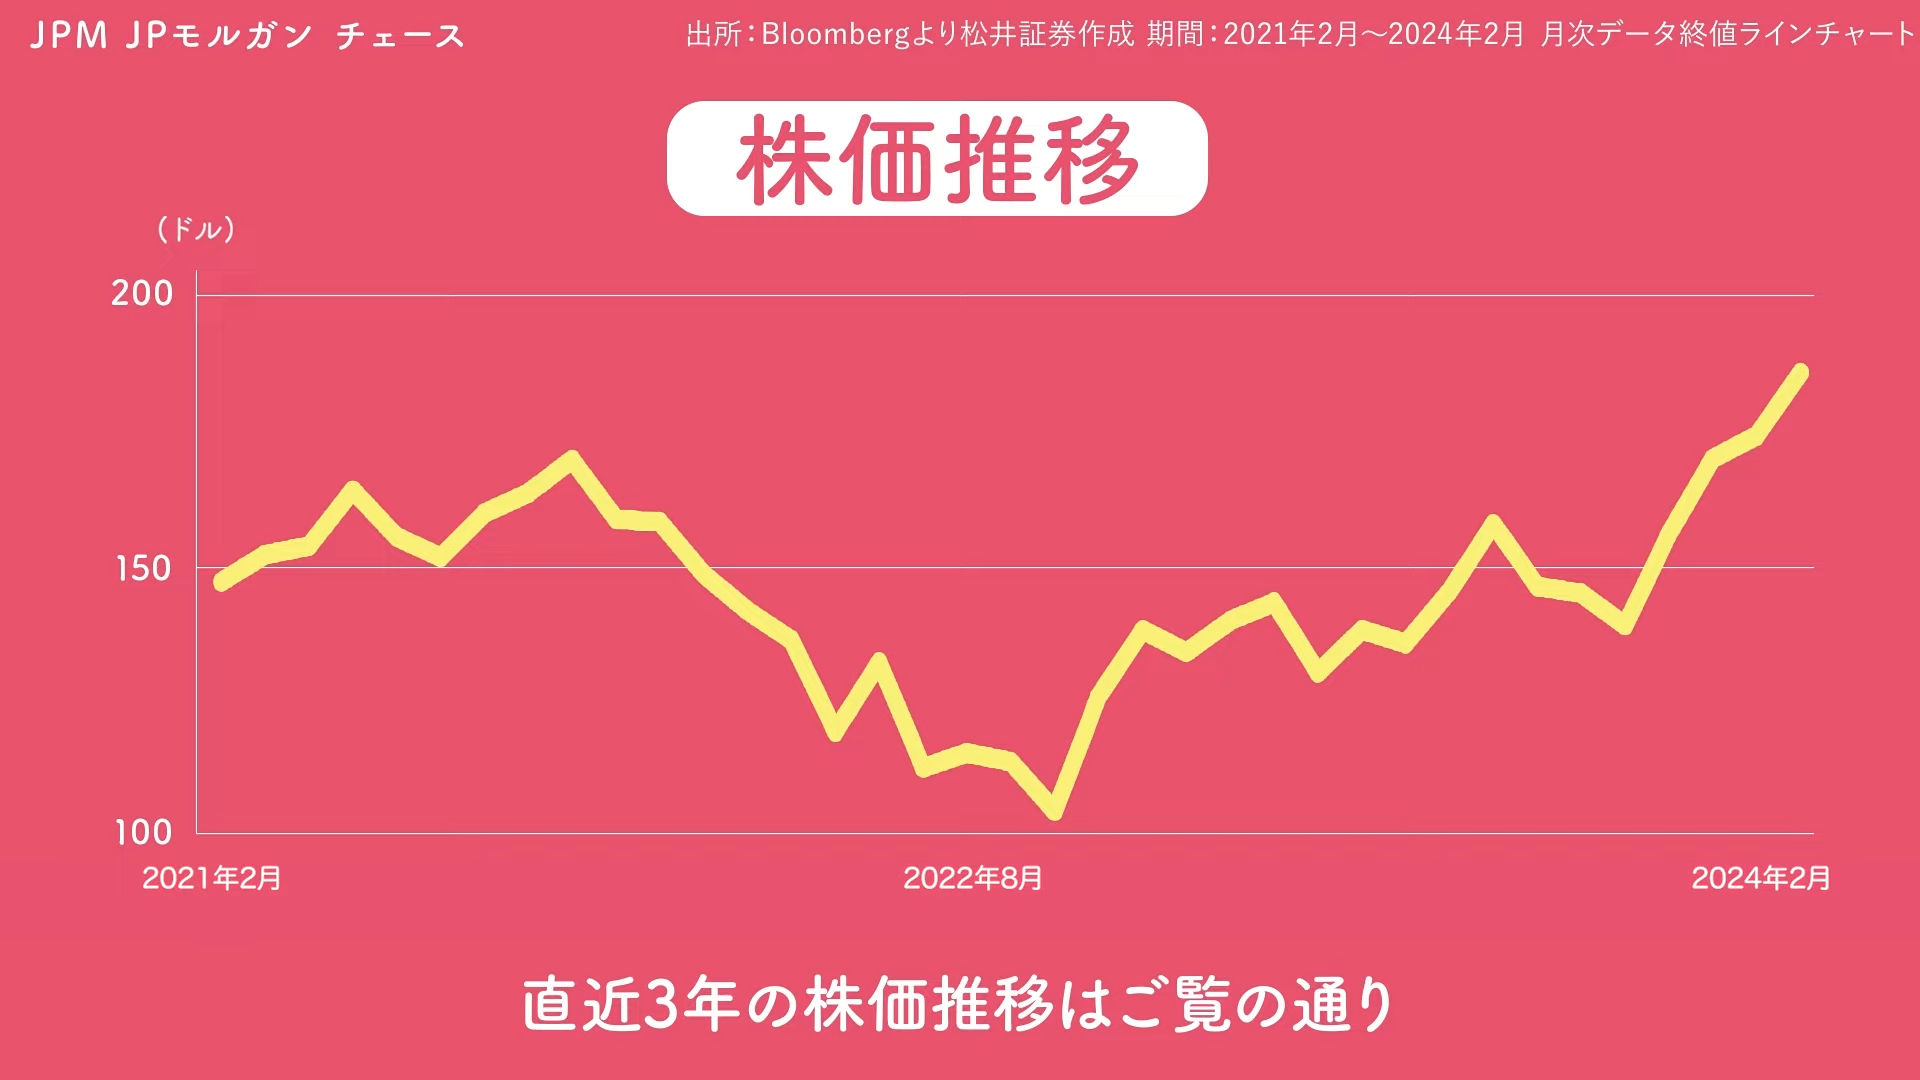 JPM JPモルガン チェース
出所：Bloombergより松井証券作成 期間：2021年2月〜2024年2月 月次データ終値ラインチャート
株価推移
（ドル）
200
150
100
2021年2月
2022年8月
2024年2月
直近3年の株価推移はご覧の通り